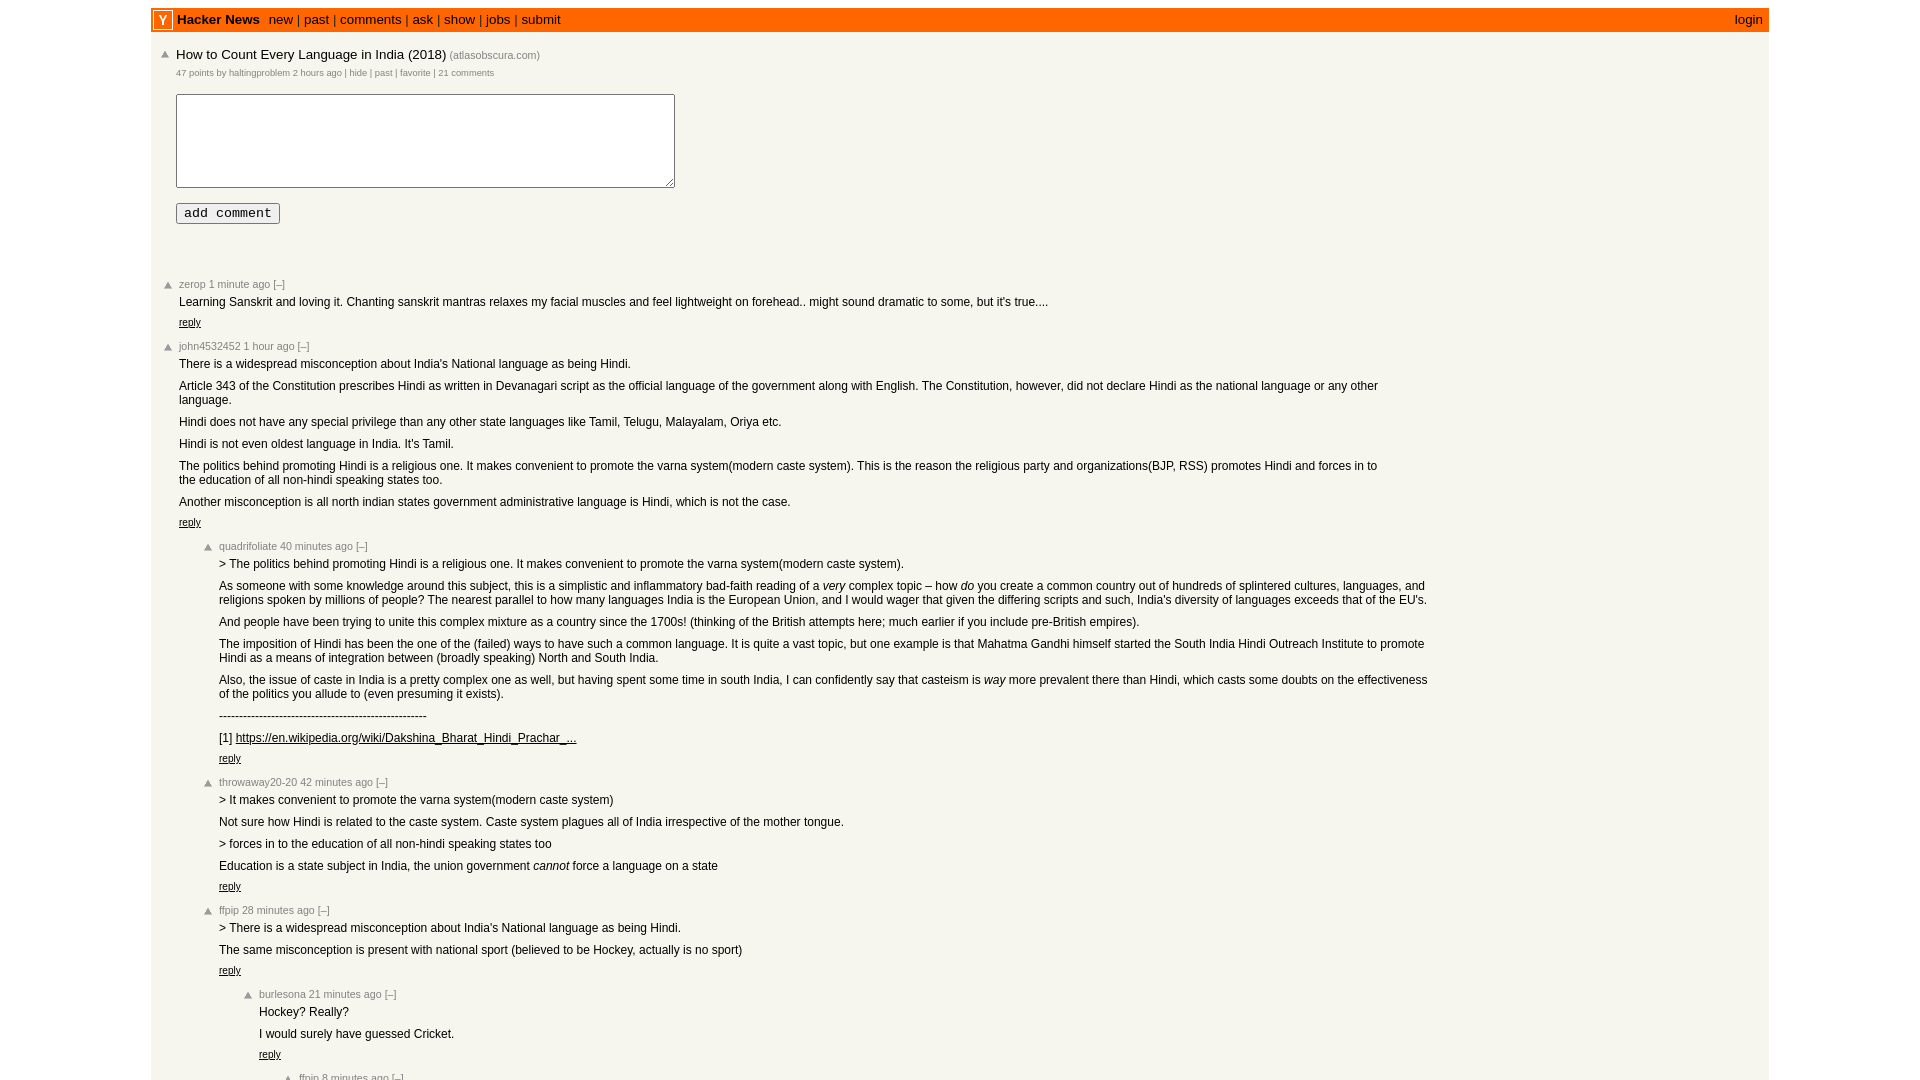 Y Hacker News new | past | comments | ask | show | jobs | submit login
How to Count Every Language in India (2018) (atlasobscura.com)
47 points by haltingproblem 2 hours ago | hide | past | favorite | 21 comments
add comment
zerop 1 minute ago [–]
Learning Sanskrit and loving it. Chanting sanskrit mantras relaxes my facial muscles and feel lightweight on forehead.. might sound dramatic to some, but it's true....
reply
john4532452 1 hour ago [–]
There is a widespread misconception about India's National language as being Hindi.
Article 343 of the Constitution prescribes Hindi as written in Devanagari script as the official language of the government along with English. The Constitution, however, did not declare Hindi as the national language or any other
language.
Hindi does not have any special privilege than any other state languages like Tamil, Telugu, Malayalam, Oriya etc.
Hindi is not even oldest language in India. It's Tamil.
The politics behind promoting Hindi is a religious one. It makes convenient to promote the varna system(modern caste system). This is the reason the religious party and organizations(BJP, RSS) promotes Hindi and forces in to
the education of all non-hindi speaking states too.
Another misconception is all north indian states government administrative language is Hindi, which is not the case.
reply
quadrifoliate 40 minutes ago [–]
> The politics behind promoting Hindi is a religious one. It makes convenient to promote the varna system(modern caste system).
As someone with some knowledge around this subject, this is a simplistic and inflammatory bad-faith reading of a very complex topic – how do you create a common country out of hundreds of splintered cultures, languages, and
religions spoken by millions of people? The nearest parallel to how many languages India is the European Union, and I would wager that given the differing scripts and such, India's diversity of languages exceeds that of the EU's.
And people have been trying to unite this complex mixture as a country since the 1700s! (thinking of the British attempts here; much earlier if you include pre-British empires).
The imposition of Hindi has been the one of the (failed) ways to have such a common language. It is quite a vast topic, but one example is that Mahatma Gandhi himself started the South India Hindi Outreach Institute to promote
Hindi as a means of integration between (broadly speaking) North and South India.
Also, the issue of caste in India is a pretty complex one as well, but having spent some time in south India, I can confidently say that casteism is way more prevalent there than Hindi, which casts some doubts on the effectiveness
of the politics you allude to (even presuming it exists).
----------------------------------------------------
[1] https://en.wikipedia.org/wiki/Dakshina_Bharat_Hindi_Prachar_...
reply
throwaway20-20 42 minutes ago [–]
> It makes convenient to promote the varna system(modern caste system)
Not sure how Hindi is related to the caste system. Caste system plagues all of India irrespective of the mother tongue.
> forces in to the education of all non-hindi speaking states too
Education is a state subject in India, the union government cannot force a language on a state
reply
ffpip 28 minutes ago [–]
> There is a widespread misconception about India's National language as being Hindi.
The same misconception is present with national sport (believed to be Hockey, actually is no sport)
reply
burlesona 21 minutes ago [–]
Hockey? Really?
I would surely have guessed Cricket.
reply
ffpip 8 minutes ago [–]